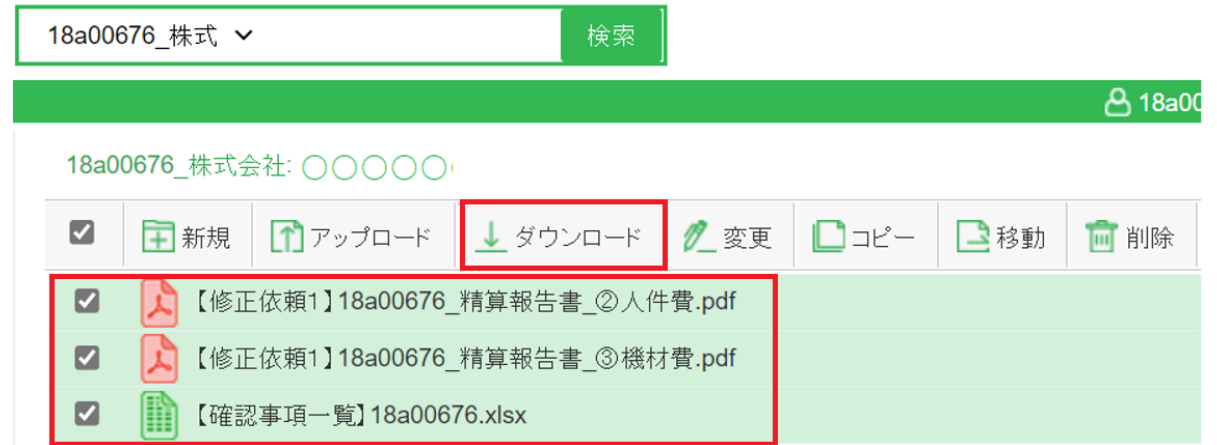 18a00676_株式
検索
18a00
18a00676_株式会社: ○○○○○
新規 アップロード ダウンロード 変更 コピー 移動 削除
【修正依頼1】18a00676_精算報告書_②人件費.pdf
【修正依頼1】18a00676_精算報告書_③機材費.pdf
【確認事項一覧】18a00676.xlsx